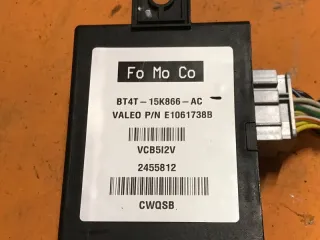 Fo Mo Co
BT4T-15K866-AC
VALEO P/N E1061738B
VCB5I2V
2455812
CWQSB